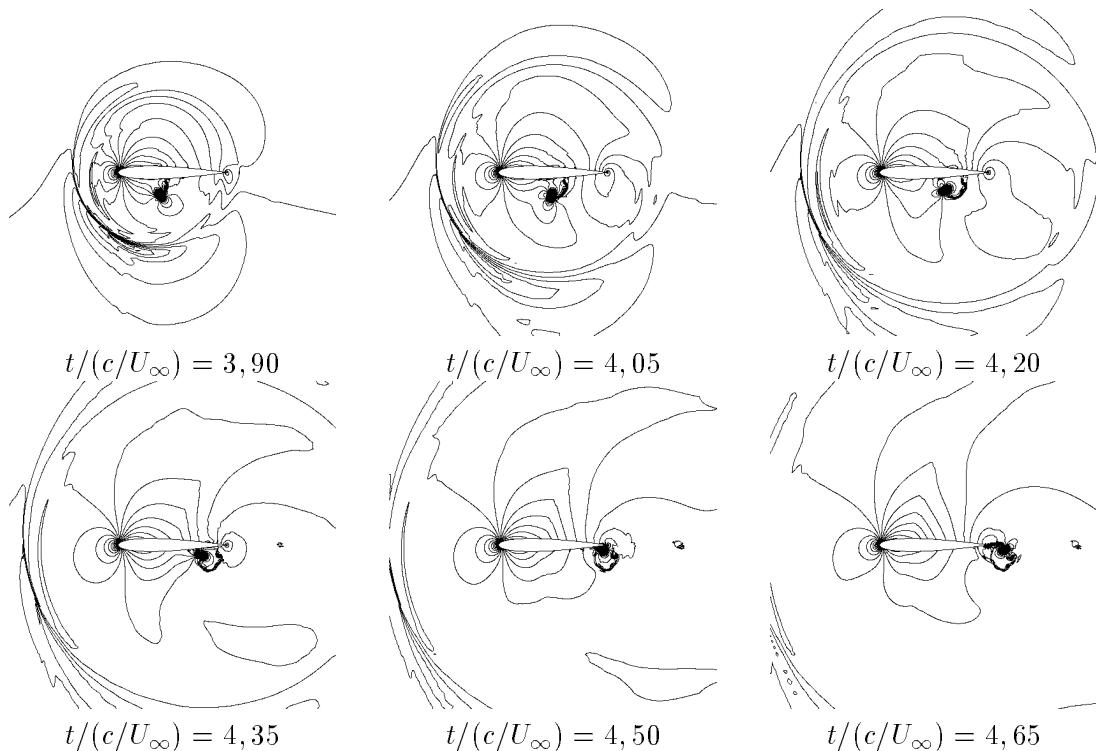 t/(c/U∞) = 3,90
t/(c/U∞) = 4,05
t/(c/U∞) = 4,20
t/(c/U∞) = 4,35
t/(c/U∞) = 4,50
t/(c/U∞) = 4,65